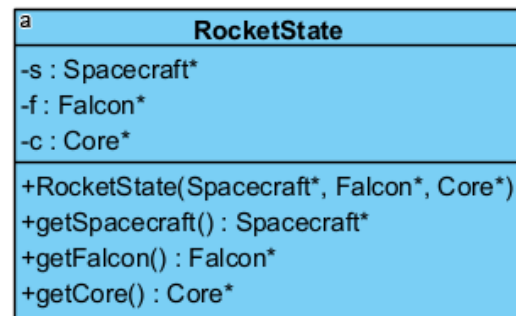 a
RocketState
-s : Spacecraft*
-f : Falcon*
-c : Core*
+RocketState(Spacecraft*, Falcon*, Core*)
+getSpacecraft() : Spacecraft*
+getFalcon() : Falcon*
+getCore() : Core*